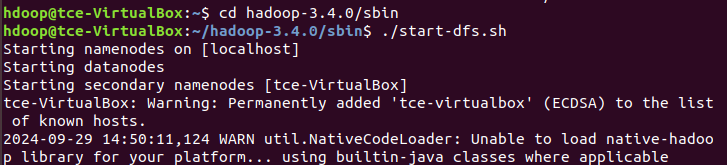 hdoop@tce-VirtualBox:~$ cd hadoop-3.4.0/sbin
hdoop@tce-VirtualBox:~/hadoop-3.4.0/sbin$ ./start-dfs.sh
Starting namenodes on [localhost]
Starting datanodes
Starting secondary namenodes [tce-VirtualBox]
tce-VirtualBox: Warning: Permanently added 'tce-virtualbox' (ECDSA) to the list
 of known hosts.
2024-09-29 14:50:11,124 WARN util.NativeCodeLoader: Unable to load native-hadoo
p library for your platform... using builtin-java classes where applicable